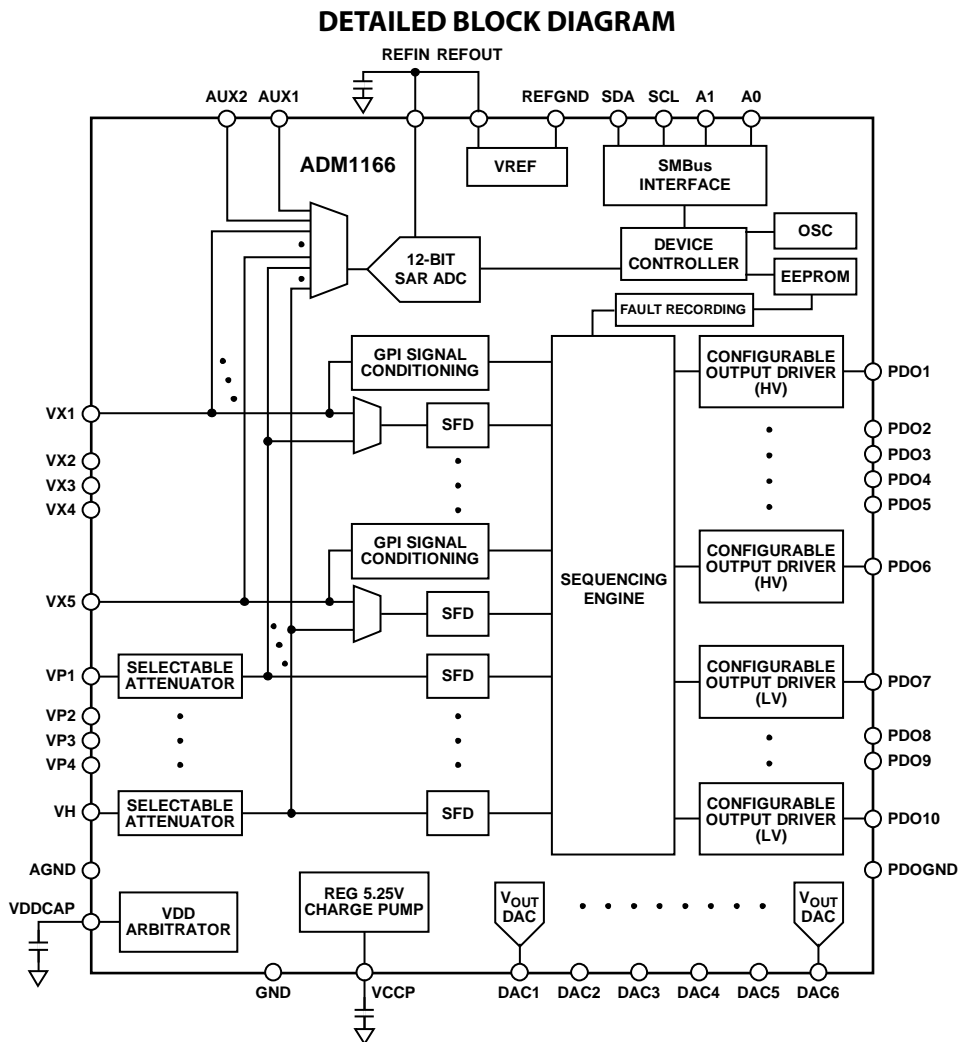 DETAILED BLOCK DIAGRAM
REFIN REFOUT
AUX2 AUX1
REFGND SDA SCL A1 A0
ADM1166
VREF
SMBus
INTERFACE
OSC
DEVICE
CONTROLLER
12-BIT
SAR ADC
EEPROM
FAULT RECORDING
GPI SIGNAL
CONDITIONING
CONFIGURABLE
OUTPUT DRIVER
(HV)
PDO1
VX1
SFD
PDO2
PDO3
PDO4
PDO5
VX2
VX3
VX4
GPI SIGNAL
CONDITIONING
CONFIGURABLE
OUTPUT DRIVER
(HV)
PDO6
SEQUENCING
ENGINE
VX5
SFD
VP1
SELECTABLE
ATTENUATOR
SFD
CONFIGURABLE
OUTPUT DRIVER
(LV)
PDO7
VP2
VP3
VP4
PDO8
PDO9
VH
SELECTABLE
ATTENUATOR
SFD
CONFIGURABLE
OUTPUT DRIVER
(LV)
PDO10
AGND
PDOGND
VDDCAP
VDD
ARBITRATOR
REG 5.25V
CHARGE PUMP
VOUT
DAC
VOUT
DAC
GND
VCCP
DAC1 DAC2 DAC3 DAC4 DAC5 DAC6